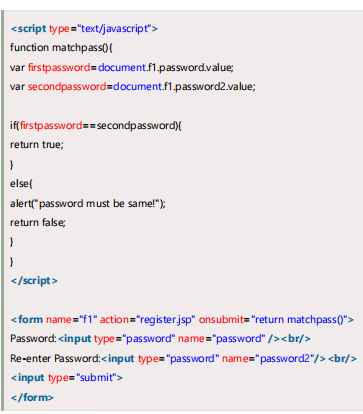 <script type="text/javascript">
function matchpass(){
var firstpassword=document.f1.password.value;
var secondpassword=document.f1.password2.value;

if(firstpassword==secondpassword){
return true;
}
else{
alert("password must be same!");
return false;
}
}
</script>

<form name="f1" action="register.jsp" onsubmit="return matchpass()">
Password:<input type="password" name="password" /><br/>
Re-enter Password:<input type="password" name="password2"/><br/>
<input type="submit">
</form>